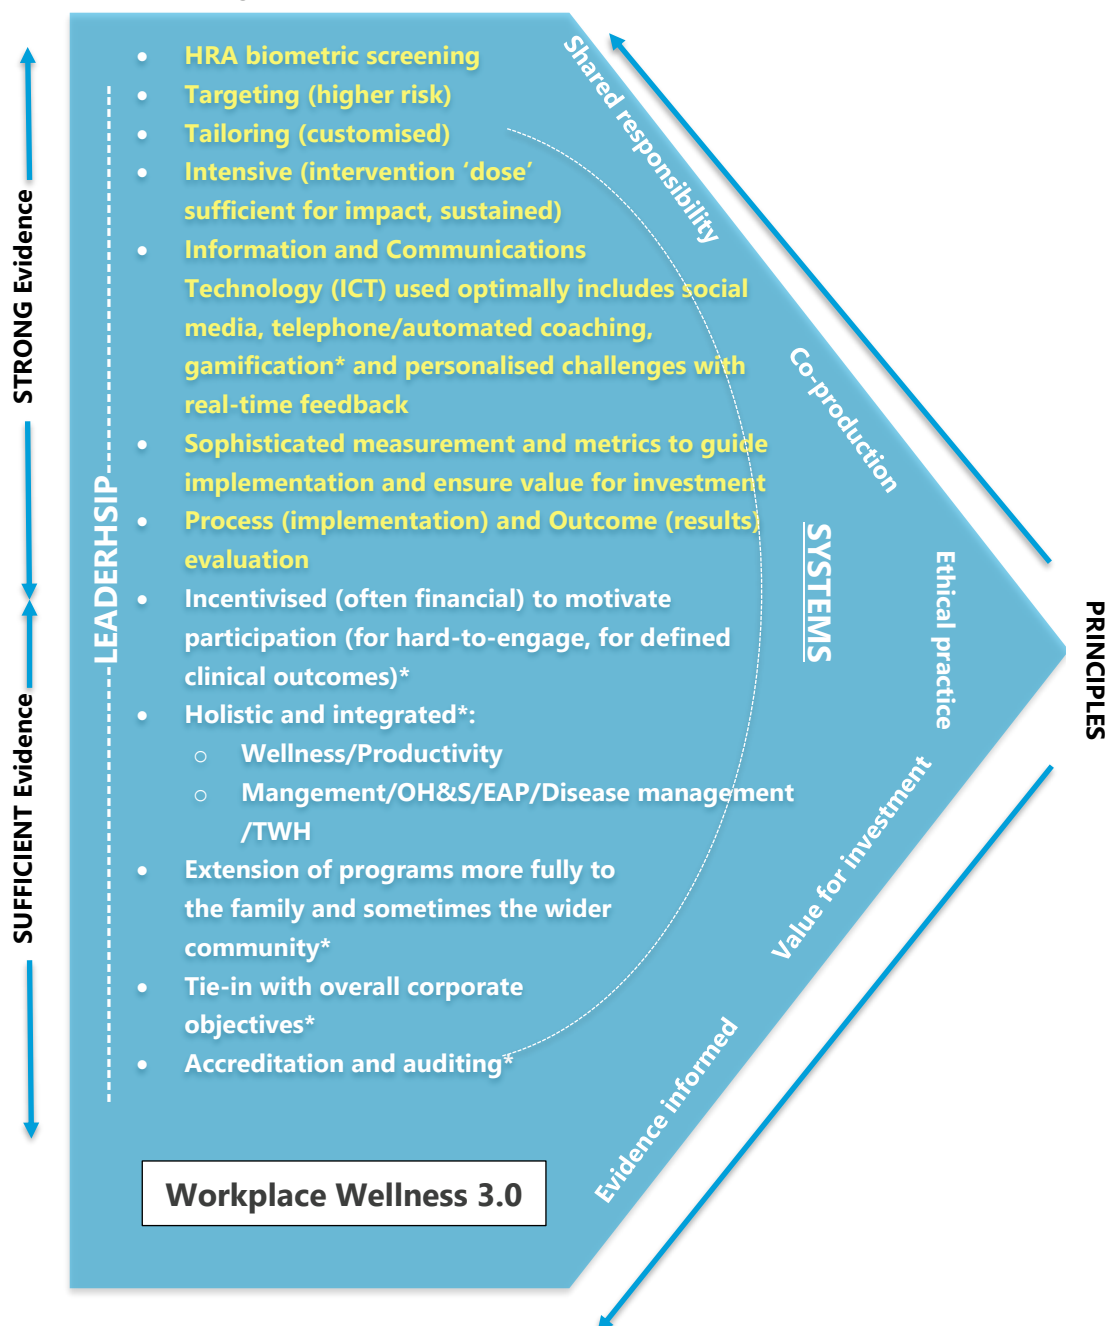 STRONG Evidence
SUFFICIENT Evidence
LEADERHSIP
• HRA biometric screening
• Targeting (higher risk)
• Tailoring (customised)
• Intensive (intervention ‘dose’
sufficient for impact, sustained)
• Information and Communications
Technology (ICT) used optimally includes social
media, telephone/automated coaching,
gamification* and personalised challenges with
real-time feedback
• Sophisticated measurement and metrics to guide
implementation and ensure value for investment
• Process (implementation) and Outcome (results)
evaluation
• Incentivised (often financial) to motivate
participation (for hard-to-engage, for defined
clinical outcomes)*
• Holistic and integrated*:
o Wellness/Productivity
o Mangement/OH&S/EAP/Disease management
/TWH
• Extension of programs more fully to
the family and sometimes the wider
community*
• Tie-in with overall corporate
objectives*
• Accreditation and auditing*
Workplace Wellness 3.0
SYSTEMS
Shared responsibility
Co-production
Ethical practice
Value for investment
Evidence informed
PRINCIPLES